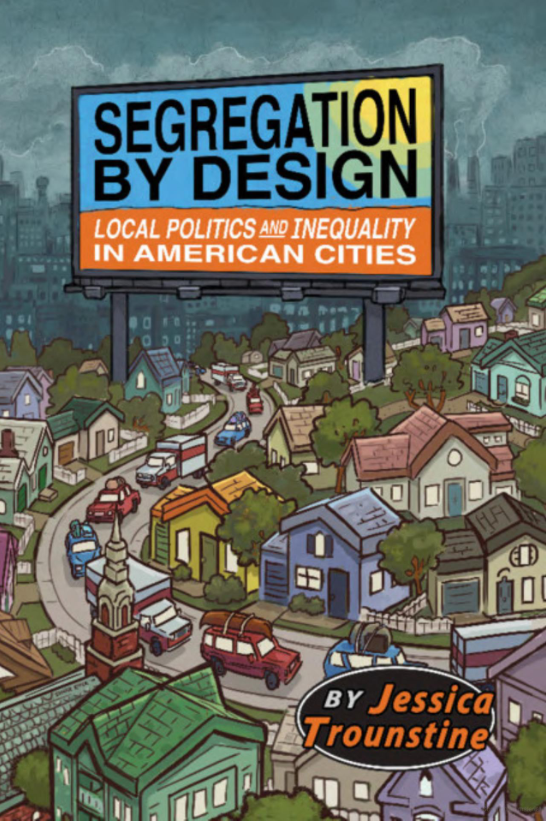 SEGREGATION
BY DESIGN
LOCAL POLITICS AND INEQUALITY
IN AMERICAN CITIES
BY Jessica
Trounstine